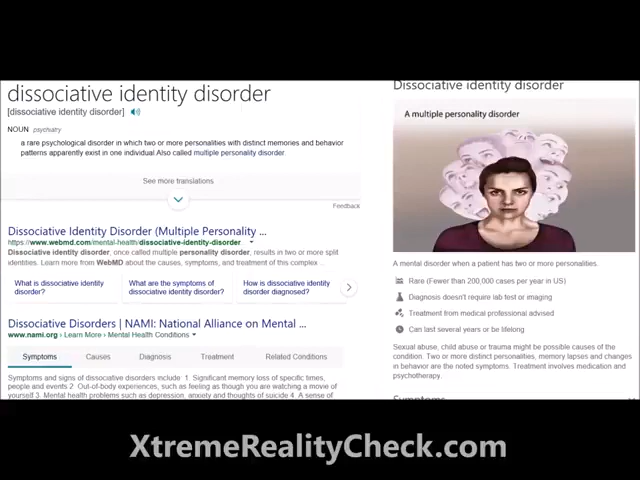 dissociative identity disorder
[dissociative identity disorder]
NOUN psychiatry
a rare psychological disorder in which two or more personalities with distinct memories and behavior
patterns apparently exist in one individual Also called multiple personality disorder.
See more translations
Feedback
Dissociative Identity Disorder (Multiple Personality ...
https://www.webmd.com/mental-health/dissociative-identity-disorder
Dissociative identity disorder, once called multiple personality disorder, results in two or more split
identities. Learn more from WebMD about the causes, symptoms, and treatment of this complex ..
What is dissociative identity
disorder?
What are the symptoms of
dissociative identity disorder?
How is dissociative identity
disorder diagnosed?
Dissociative Disorders | NAMI: National Alliance on Mental ...
www.nami.org › Learn More › Mental Health Conditions
Symptoms
Causes
Diagnosis
Treatment
Related Conditions
Symptoms and signs of dissociative disorders include 1. Significant memory loss of specific times,
people and events 2 Out-of-body experiences, such as feeling as though you are watching a movie of
yourself 3. Mental health problems such as depression, anxiety and thoughts of suicide 4. A sense of
Dissociative identity disorder
A multiple personality disorder
A mental disorder when a patient has two or more personalities.
Rare (Fewer than 200,000 cases per year in US)
Diagnosis doesn't require lab test or imaging
Treatment from medical professional advised
Can last several years or be lifelong
Sexual abuse, child abuse or trauma might be possible causes of the
condition. Two or more distinct personalities, memory lapses and changes
in behavior are the noted symptoms. Treatment involves medication and
psychotherapy.
Symptoms
XtremeRealityCheck.com